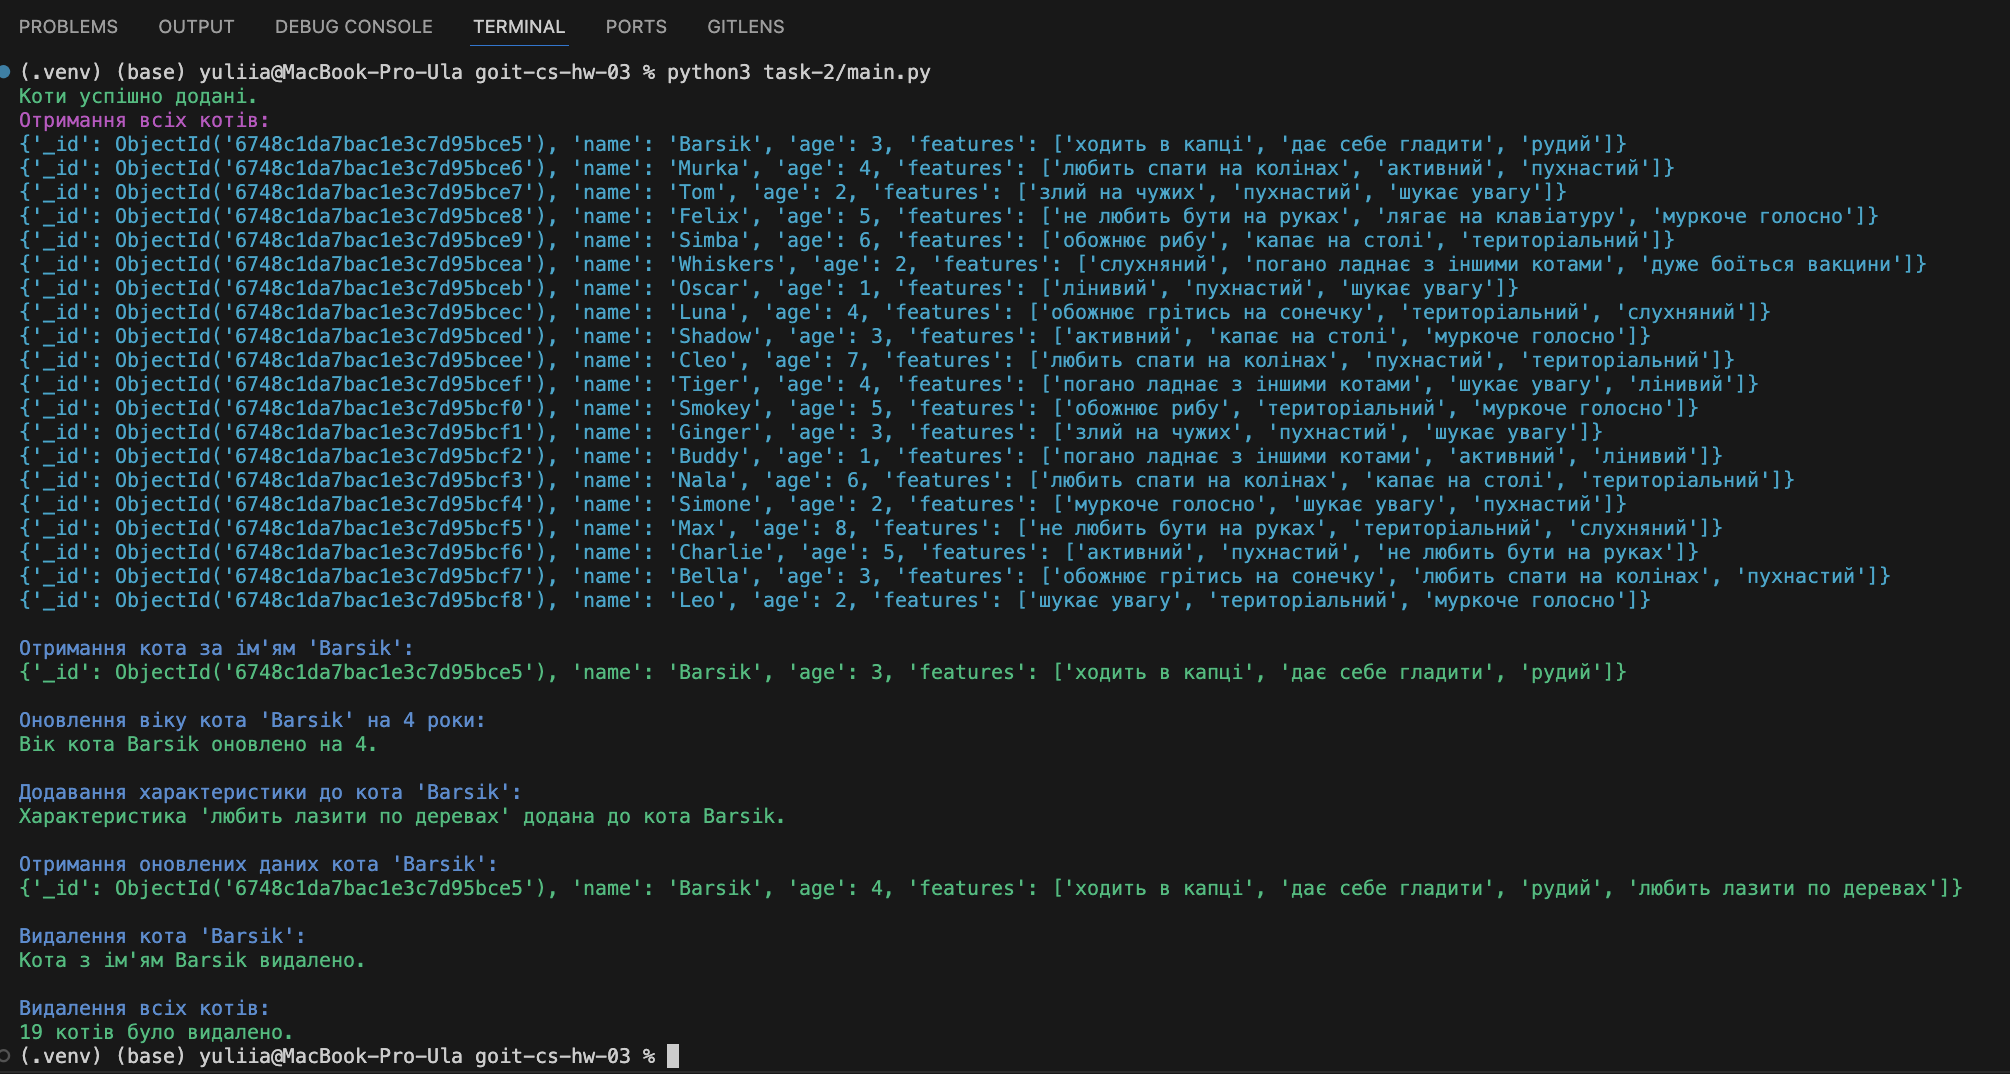 PROBLEMS OUTPUT DEBUG CONSOLE TERMINAL PORTS GITLENS
(.venv) (base) yuliia@MacBook-Pro-Ula goit-cs-hw-03 % python3 task-2/main.py
Коти успішно додані.
Отримання всіх котів:
{'_id': ObjectId('6748c1da7bac1e3c7d95bce5'), 'name': 'Barsik', 'age': 3, 'features': ['ходить в капці', 'дає себе гладити', 'рудий']}
{'_id': ObjectId('6748c1da7bac1e3c7d95bce6'), 'name': 'Murka', 'age': 4, 'features': ['любить спати на колінах', 'активний', 'пухнастий']}
{'_id': ObjectId('6748c1da7bac1e3c7d95bce7'), 'name': 'Tom', 'age': 2, 'features': ['злий на чужих', 'пухнастий', 'шукає увагу']}
{'_id': ObjectId('6748c1da7bac1e3c7d95bce8'), 'name': 'Felix', 'age': 5, 'features': ['не любить бути на руках', 'лягає на клавіатуру', 'муркоче голосно']}
{'_id': ObjectId('6748c1da7bac1e3c7d95bce9'), 'name': 'Simba', 'age': 6, 'features': ['обожнює рибу', 'капає на столі', 'територіальний']}
{'_id': ObjectId('6748c1da7bac1e3c7d95bcea'), 'name': 'Whiskers', 'age': 2, 'features': ['слухняний', 'погано ладнає з іншими котами', 'дуже боїться вакцини']}
{'_id': ObjectId('6748c1da7bac1e3c7d95bceb'), 'name': 'Oscar', 'age': 1, 'features': ['лінивий', 'пухнастий', 'шукає увагу']}
{'_id': ObjectId('6748c1da7bac1e3c7d95bcec'), 'name': 'Luna', 'age': 4, 'features': ['обожнює грітись на сонечку', 'територіальний', 'слухняний']}
{'_id': ObjectId('6748c1da7bac1e3c7d95bced'), 'name': 'Shadow', 'age': 3, 'features': ['активний', 'капає на столі', 'муркоче голосно']}
{'_id': ObjectId('6748c1da7bac1e3c7d95bcee'), 'name': 'Cleo', 'age': 7, 'features': ['любить спати на колінах', 'пухнастий', 'територіальний']}
{'_id': ObjectId('6748c1da7bac1e3c7d95bcef'), 'name': 'Tiger', 'age': 4, 'features': ['погано ладнає з іншими котами', 'шукає увагу', 'лінивий']}
{'_id': ObjectId('6748c1da7bac1e3c7d95bcf0'), 'name': 'Smokey', 'age': 5, 'features': ['обожнює рибу', 'територіальний', 'муркоче голосно']}
{'_id': ObjectId('6748c1da7bac1e3c7d95bcf1'), 'name': 'Ginger', 'age': 3, 'features': ['злий на чужих', 'пухнастий', 'шукає увагу']}
{'_id': ObjectId('6748c1da7bac1e3c7d95bcf2'), 'name': 'Buddy', 'age': 1, 'features': ['погано ладнає з іншими котами', 'активний', 'лінивий']}
{'_id': ObjectId('6748c1da7bac1e3c7d95bcf3'), 'name': 'Nala', 'age': 6, 'features': ['любить спати на колінах', 'капає на столі', 'територіальний']}
{'_id': ObjectId('6748c1da7bac1e3c7d95bcf4'), 'name': 'Simone', 'age': 2, 'features': ['муркоче голосно', 'шукає увагу', 'пухнастий']}
{'_id': ObjectId('6748c1da7bac1e3c7d95bcf5'), 'name': 'Max', 'age': 8, 'features': ['не любить бути на руках', 'територіальний', 'слухняний']}
{'_id': ObjectId('6748c1da7bac1e3c7d95bcf6'), 'name': 'Charlie', 'age': 5, 'features': ['активний', 'пухнастий', 'не любить бути на руках']}
{'_id': ObjectId('6748c1da7bac1e3c7d95bcf7'), 'name': 'Bella', 'age': 3, 'features': ['обожнює грітись на сонечку', 'любить спати на колінах', 'пухнастий']}
{'_id': ObjectId('6748c1da7bac1e3c7d95bcf8'), 'name': 'Leo', 'age': 2, 'features': ['шукає увагу', 'територіальний', 'муркоче голосно']}
Отримання кота за ім'ям 'Barsik':
{'_id': ObjectId('6748c1da7bac1e3c7d95bce5'), 'name': 'Barsik', 'age': 3, 'features': ['ходить в капці', 'дає себе гладити', 'рудий']}
Оновлення віку кота 'Barsik' на 4 роки:
Вік кота Barsik оновлено на 4.
Додавання характеристики до кота 'Barsik':
Характеристика 'любить лазити по деревах' додана до кота Barsik.
Отримання оновлених даних кота 'Barsik':
{'_id': ObjectId('6748c1da7bac1e3c7d95bce5'), 'name': 'Barsik', 'age': 4, 'features': ['ходить в капці', 'дає себе гладити', 'рудий', 'любить лазити по деревах']}
Видалення кота 'Barsik':
Кота з ім'ям Barsik видалено.
Видалення всіх котів:
19 котів було видалено.
(.venv) (base) yuliia@MacBook-Pro-Ula goit-cs-hw-03 %